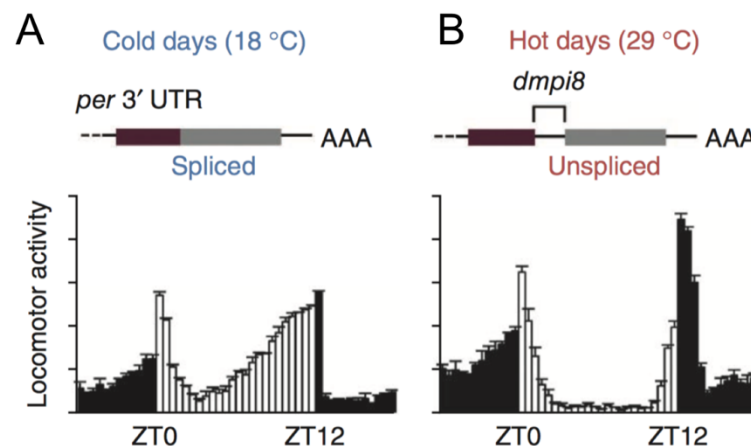 A
Cold days (18 °C)
per 3′ UTR
AAA
Spliced
Locomotor activity
ZT0
ZT12
B
Hot days (29 °C)
dmpi8
AAA
Unspliced
ZT0
ZT12